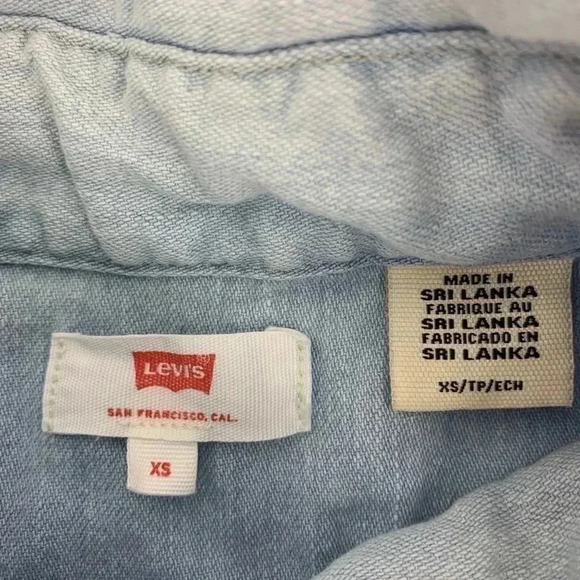 LEVI'S
SAN FRANCISCO, CAL.
XS
MADE IN
SRI LANKA
FABRIQUE AU
SRI LANKA
FABRICADO EN
SRI LANKA
XS/TP/ECH